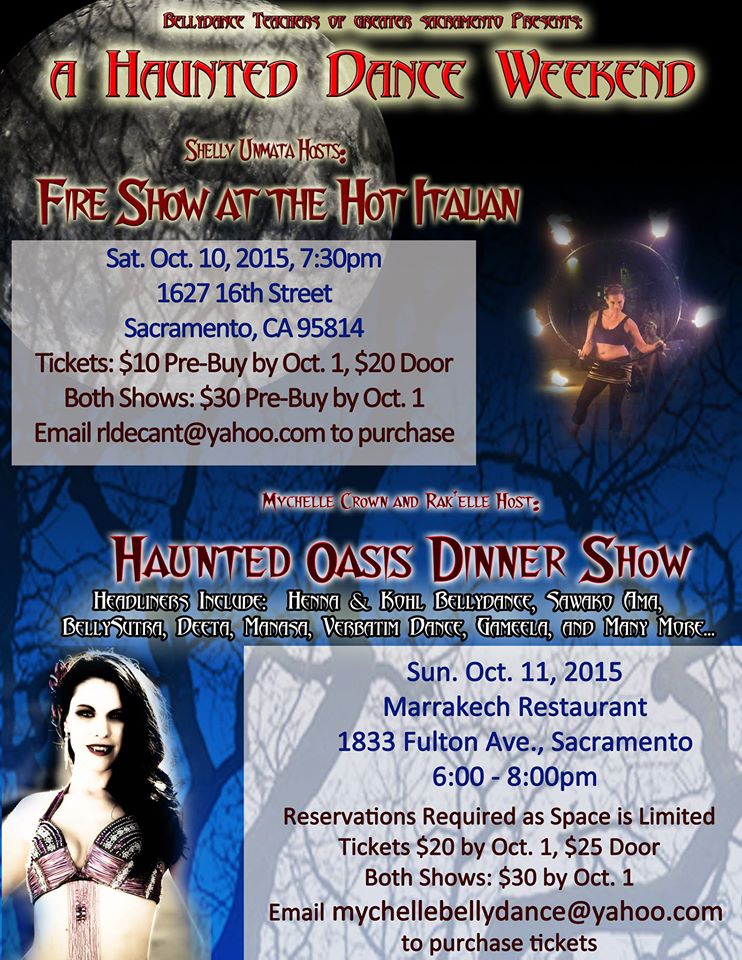 Bellydance Teachers of greater sacramento Presents:
A Haunted Dance Weekend
Shelly Unmata Hosts:
Fire Show at the Hot Italian
Sat. Oct. 10, 2015, 7:30pm
1627 16th Street
Sacramento, CA 95814
Tickets: $10 Pre-Buy by Oct. 1, $20 Door
Both Shows: $30 Pre-Buy by Oct. 1
Email rldecant@yahoo.com to purchase
Mychelle Crown and Rak'elle Host:
Haunted Oasis Dinner Show
Headliners Include: Henna & Kohl Bellydance, Sawako Ama,
BellySutra, Deeta, Manasa, Verbatim Dance, Gameela, and Many More...
Sun. Oct. 11, 2015
Marrakech Restaurant
1833 Fulton Ave., Sacramento
6:00 - 8:00pm
Reservations Required as Space is Limited
Tickets $20 by Oct. 1, $25 Door
Both Shows: $30 by Oct. 1
Email mychellebellydance@yahoo.com
to purchase tickets